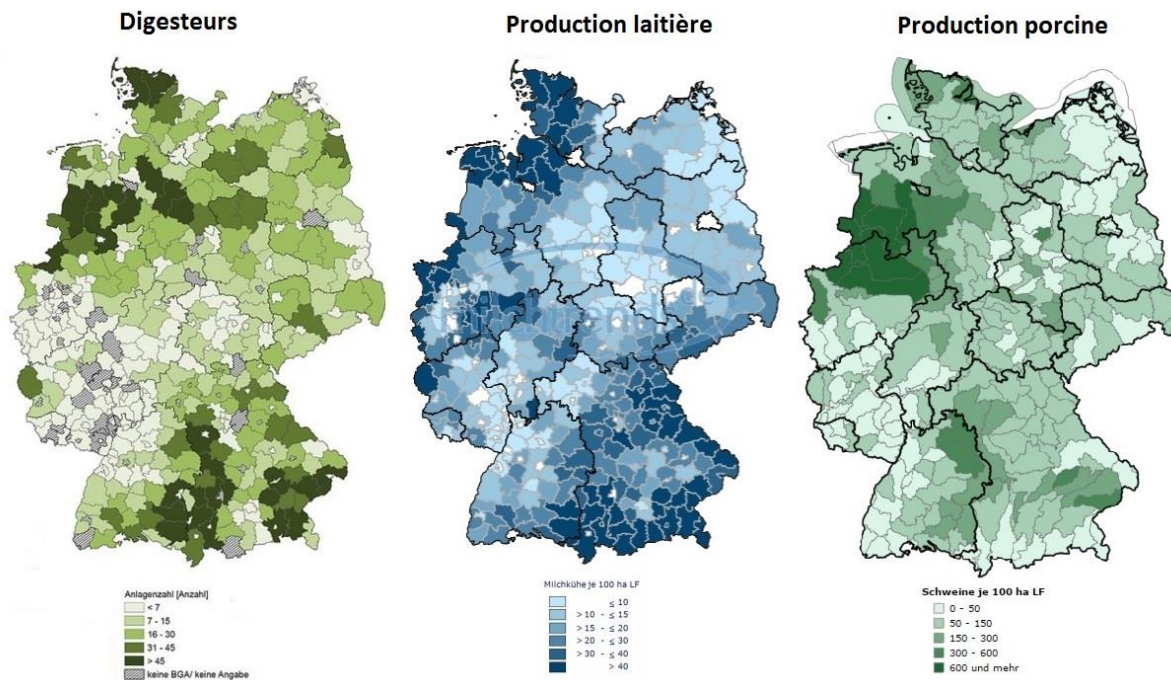 Digesteurs
Production laitière
Production porcine
Anlagenzahl [Anzahl]
< 7
7 - 15
16 - 30
31 - 45
> 45
keine BGA/ keine Angabe
Milchkühe je 100 ha LF
≤ 10
> 10 - ≤ 15
> 15 - ≤ 20
> 20 - ≤ 30
> 30 - ≤ 40
> 40
Schweine je 100 ha LF
0 - 50
50 - 150
150 - 300
300 - 600
600 und mehr